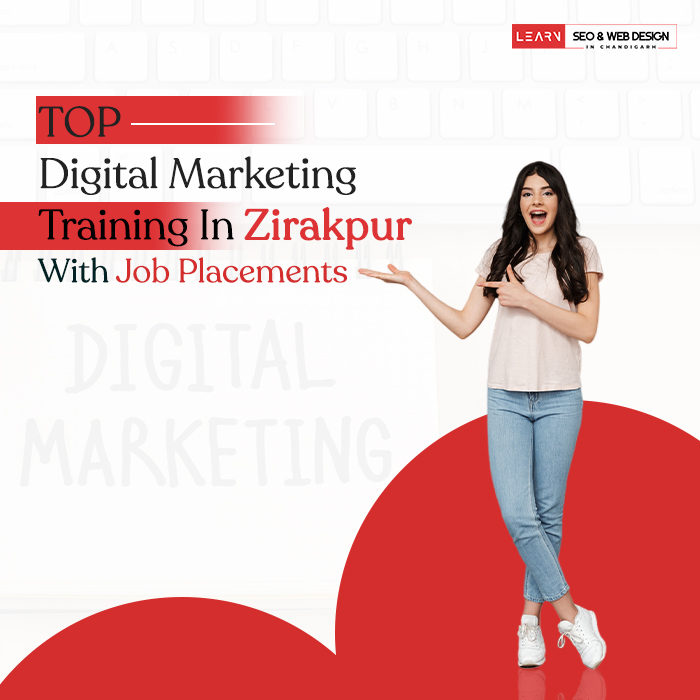 LEARN SEO & WEB DESIGN
IN CHANDIGARH
TOP
Digital Marketing
Training In Zirakpur
With Job Placements
DIGITAL
MARKETING